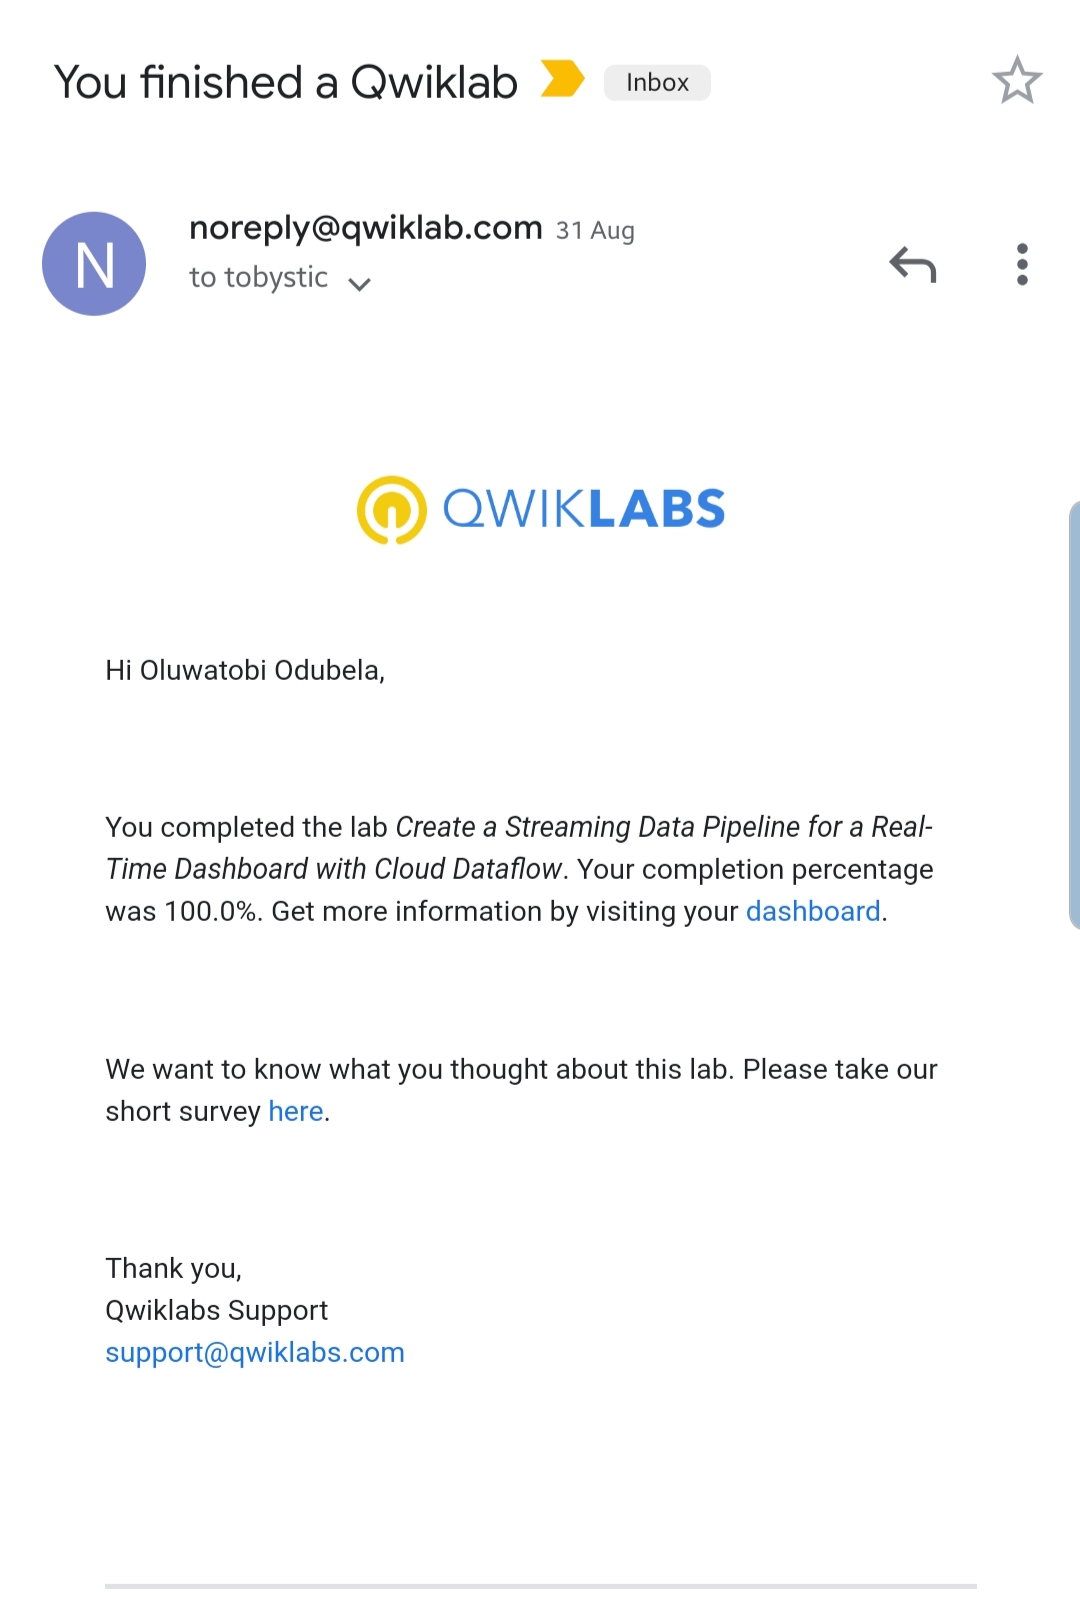 You finished a Qwiklab Inbox
N
noreply@qwiklab.com 31 Aug
to tobystic
QWIKLABS
Hi Oluwatobi Odubela,
You completed the lab Create a Streaming Data Pipeline for a Real-
Time Dashboard with Cloud Dataflow. Your completion percentage
was 100.0%. Get more information by visiting your dashboard.
We want to know what you thought about this lab. Please take our
short survey here.
Thank you,
Qwiklabs Support
support@qwiklabs.com